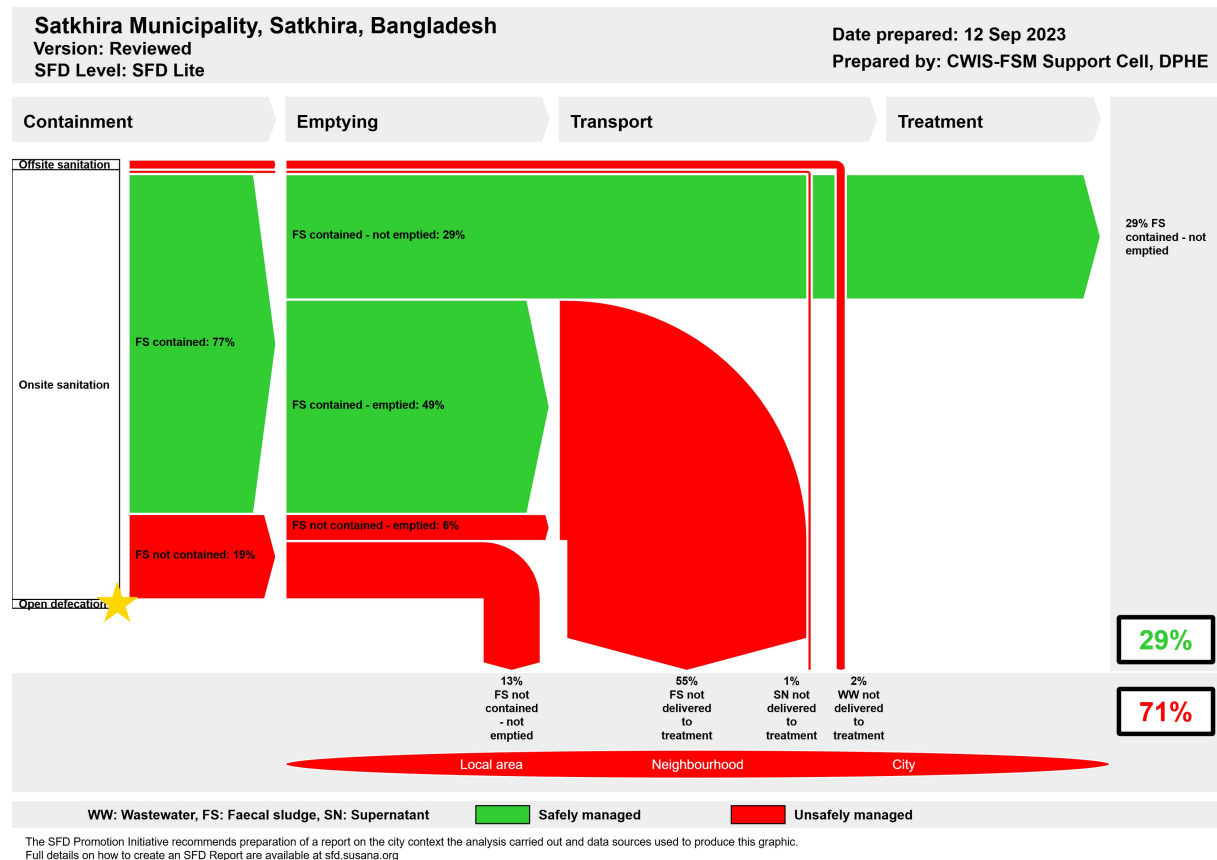 Satkhira Municipality, Satkhira, Bangladesh
Version: Reviewed
SFD Level: SFD Lite
Date prepared: 12 Sep 2023
Prepared by: CWIS-FSM Support Cell, DPHE
Containment
Emptying
Transport
Treatment
Offsite sanitation
FS contained - not emptied: 29%
29% FS
contained - not
emptied
FS contained: 77%
Onsite sanitation
FS contained - emptied: 49%
FS not contained - emptied: 6%
FS not contained: 19%
Open defecation
29%
13%
FS not
contained
- not
emptied
55%
FS not
delivered
to
treatment
1%
SN not
delivered
to
treatment
2%
WW not
delivered
to
treatment
71%
Local area
Neighbourhood
City
WW: Wastewater, FS: Faecal sludge, SN: Supernatant
Safely managed
Unsafely managed
The SFD Promotion Initiative recommends preparation of a report on the city context the analysis carried out and data sources used to produce this graphic.
Full details on how to create an SFD Report are available at sfd.susana.org